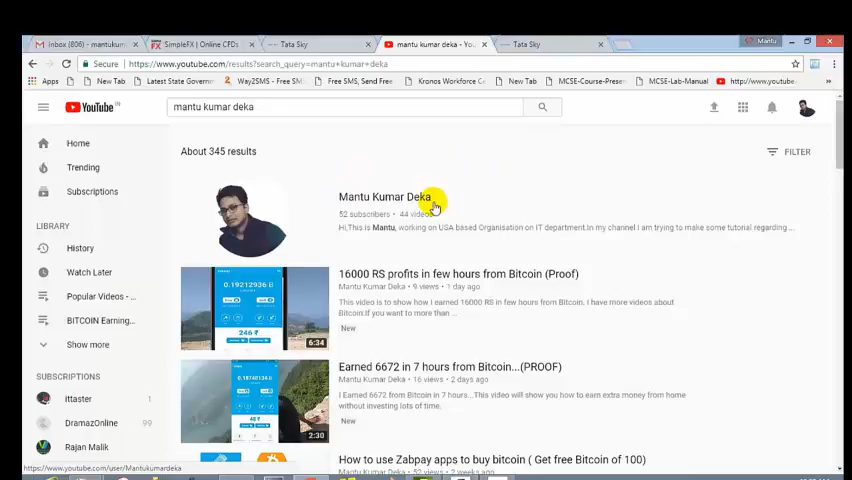 Inbox (806) - mantukum
SimpleFX | Online CFDs
Tata Sky
mantu kumar deka - You
Tata Sky
Mantu
Secure
https://www.youtube.com/results?search_query=mantu+kumar+deka
Apps
New Tab
Latest State Governm
Way2SMS - Free SMS,
Free SMS, Send Free
Kronos Workforce C
New Tab
MCSE-Course-Presen
MCSE-Lab-Manual
http://www.youtube.
YouTube IN
mantu kumar deka
Home
Trending
Subscriptions
LIBRARY
History
Watch Later
Popular Videos - ...
BITCOIN Earning...
Show more
SUBSCRIPTIONS
ittaster 1
DramazOnline 99
Rajan Malik
About 345 results
FILTER
Mantu Kumar Deka
52 subscribers • 44 videos
Hi,This is Mantu, working on USA based Organisation on IT department.In my channel I am trying to make some tutorial regarding ...
0.19212936 B
246 ₹
6:34
16000 RS profits in few hours from Bitcoin (Proof)
Mantu Kumar Deka • 9 views • 1 day ago
This video is to show how I earned 16000 RS in few hours from Bitcoin. I have more videos about
Bitcoin.If you want to more than ...
New
2:30
Earned 6672 in 7 hours from Bitcoin...(PROOF)
Mantu Kumar Deka • 16 views • 2 days ago
I Earned 6672 from Bitcoin in 7 hours...This video will show you how to earn extra money from home
without investing lots of time.
New
How to use Zabpay apps to buy bitcoin ( Get free Bitcoin of 100)
Mantu Kumar Deka • 52 views • 2 weeks ago
https://www.youtube.com/user/Mantukumardeka